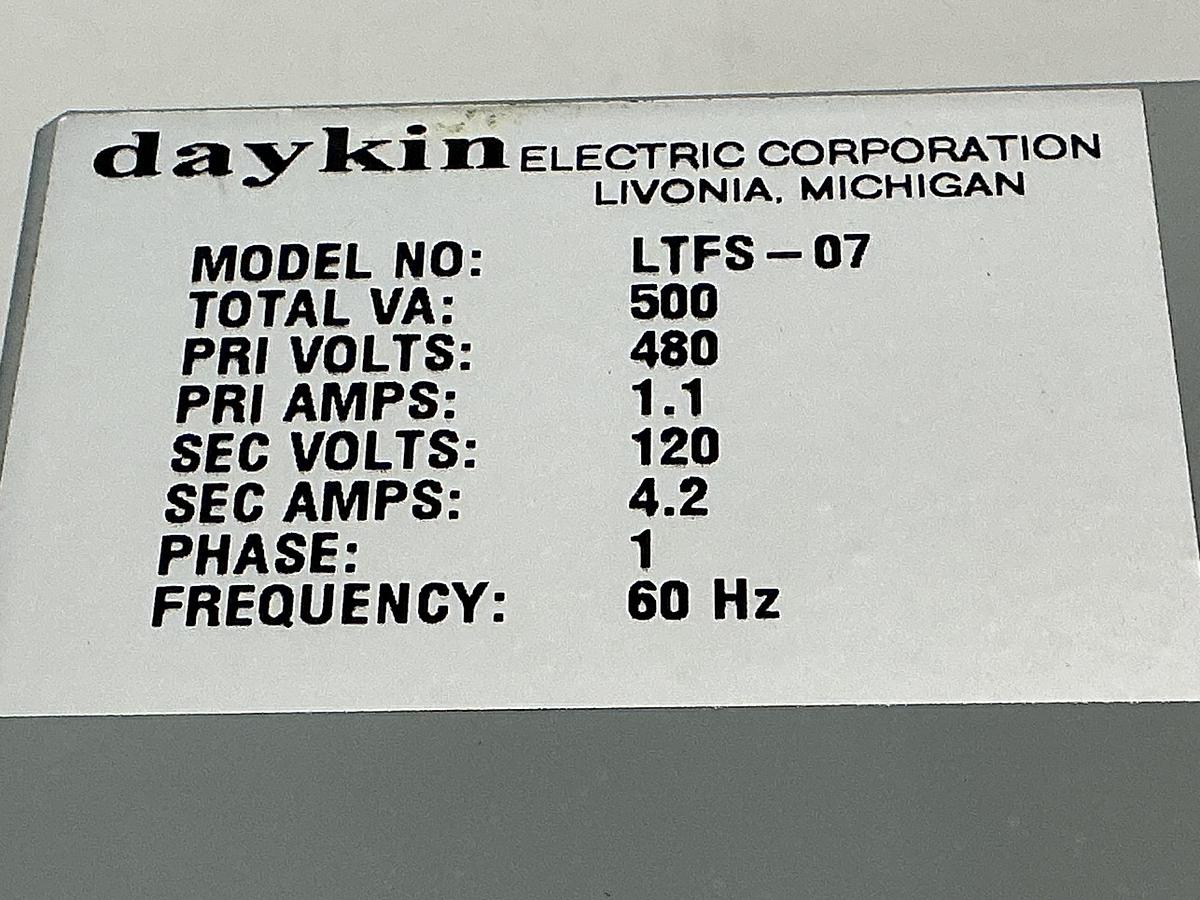 daykin ELECTRIC CORPORATION
LIVONIA, MICHIGAN
MODEL NO: LTFS-07
TOTAL VA: 500
PRI VOLTS: 480
PRI AMPS: 1.1
SEC VOLTS: 120
SEC AMPS: 4.2
PHASE: 1
FREQUENCY: 60 Hz